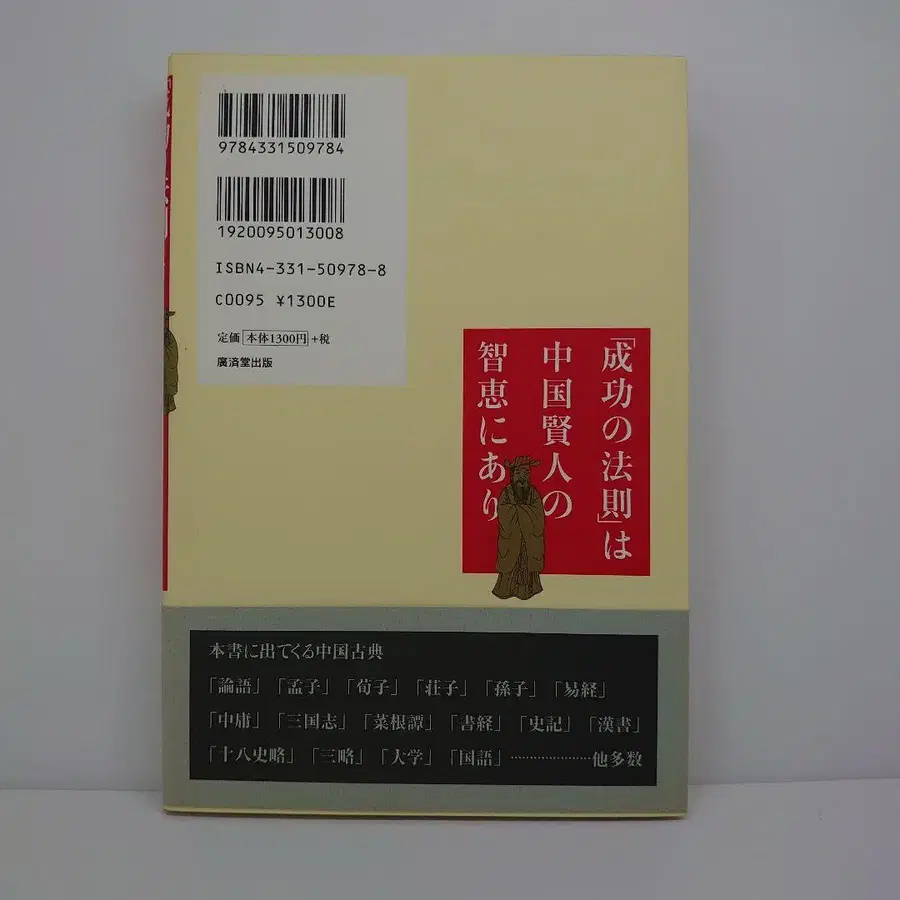 9784331509784
1920095013008
ISBN4-331-50978-8
C0095 ¥1300E
定価 本体1300円 +税
廣済堂出版
「成功の法則」は
中国賢人の
智恵にあり
本書に出てくる中国古典
「論語」「孟子」「荀子」「荘子」「孫子」「易経」
「中庸」「三国志」「菜根譚」「書経」「史記」「漢書」
「十八史略」「三略」「大学」「国語」…………………他多数